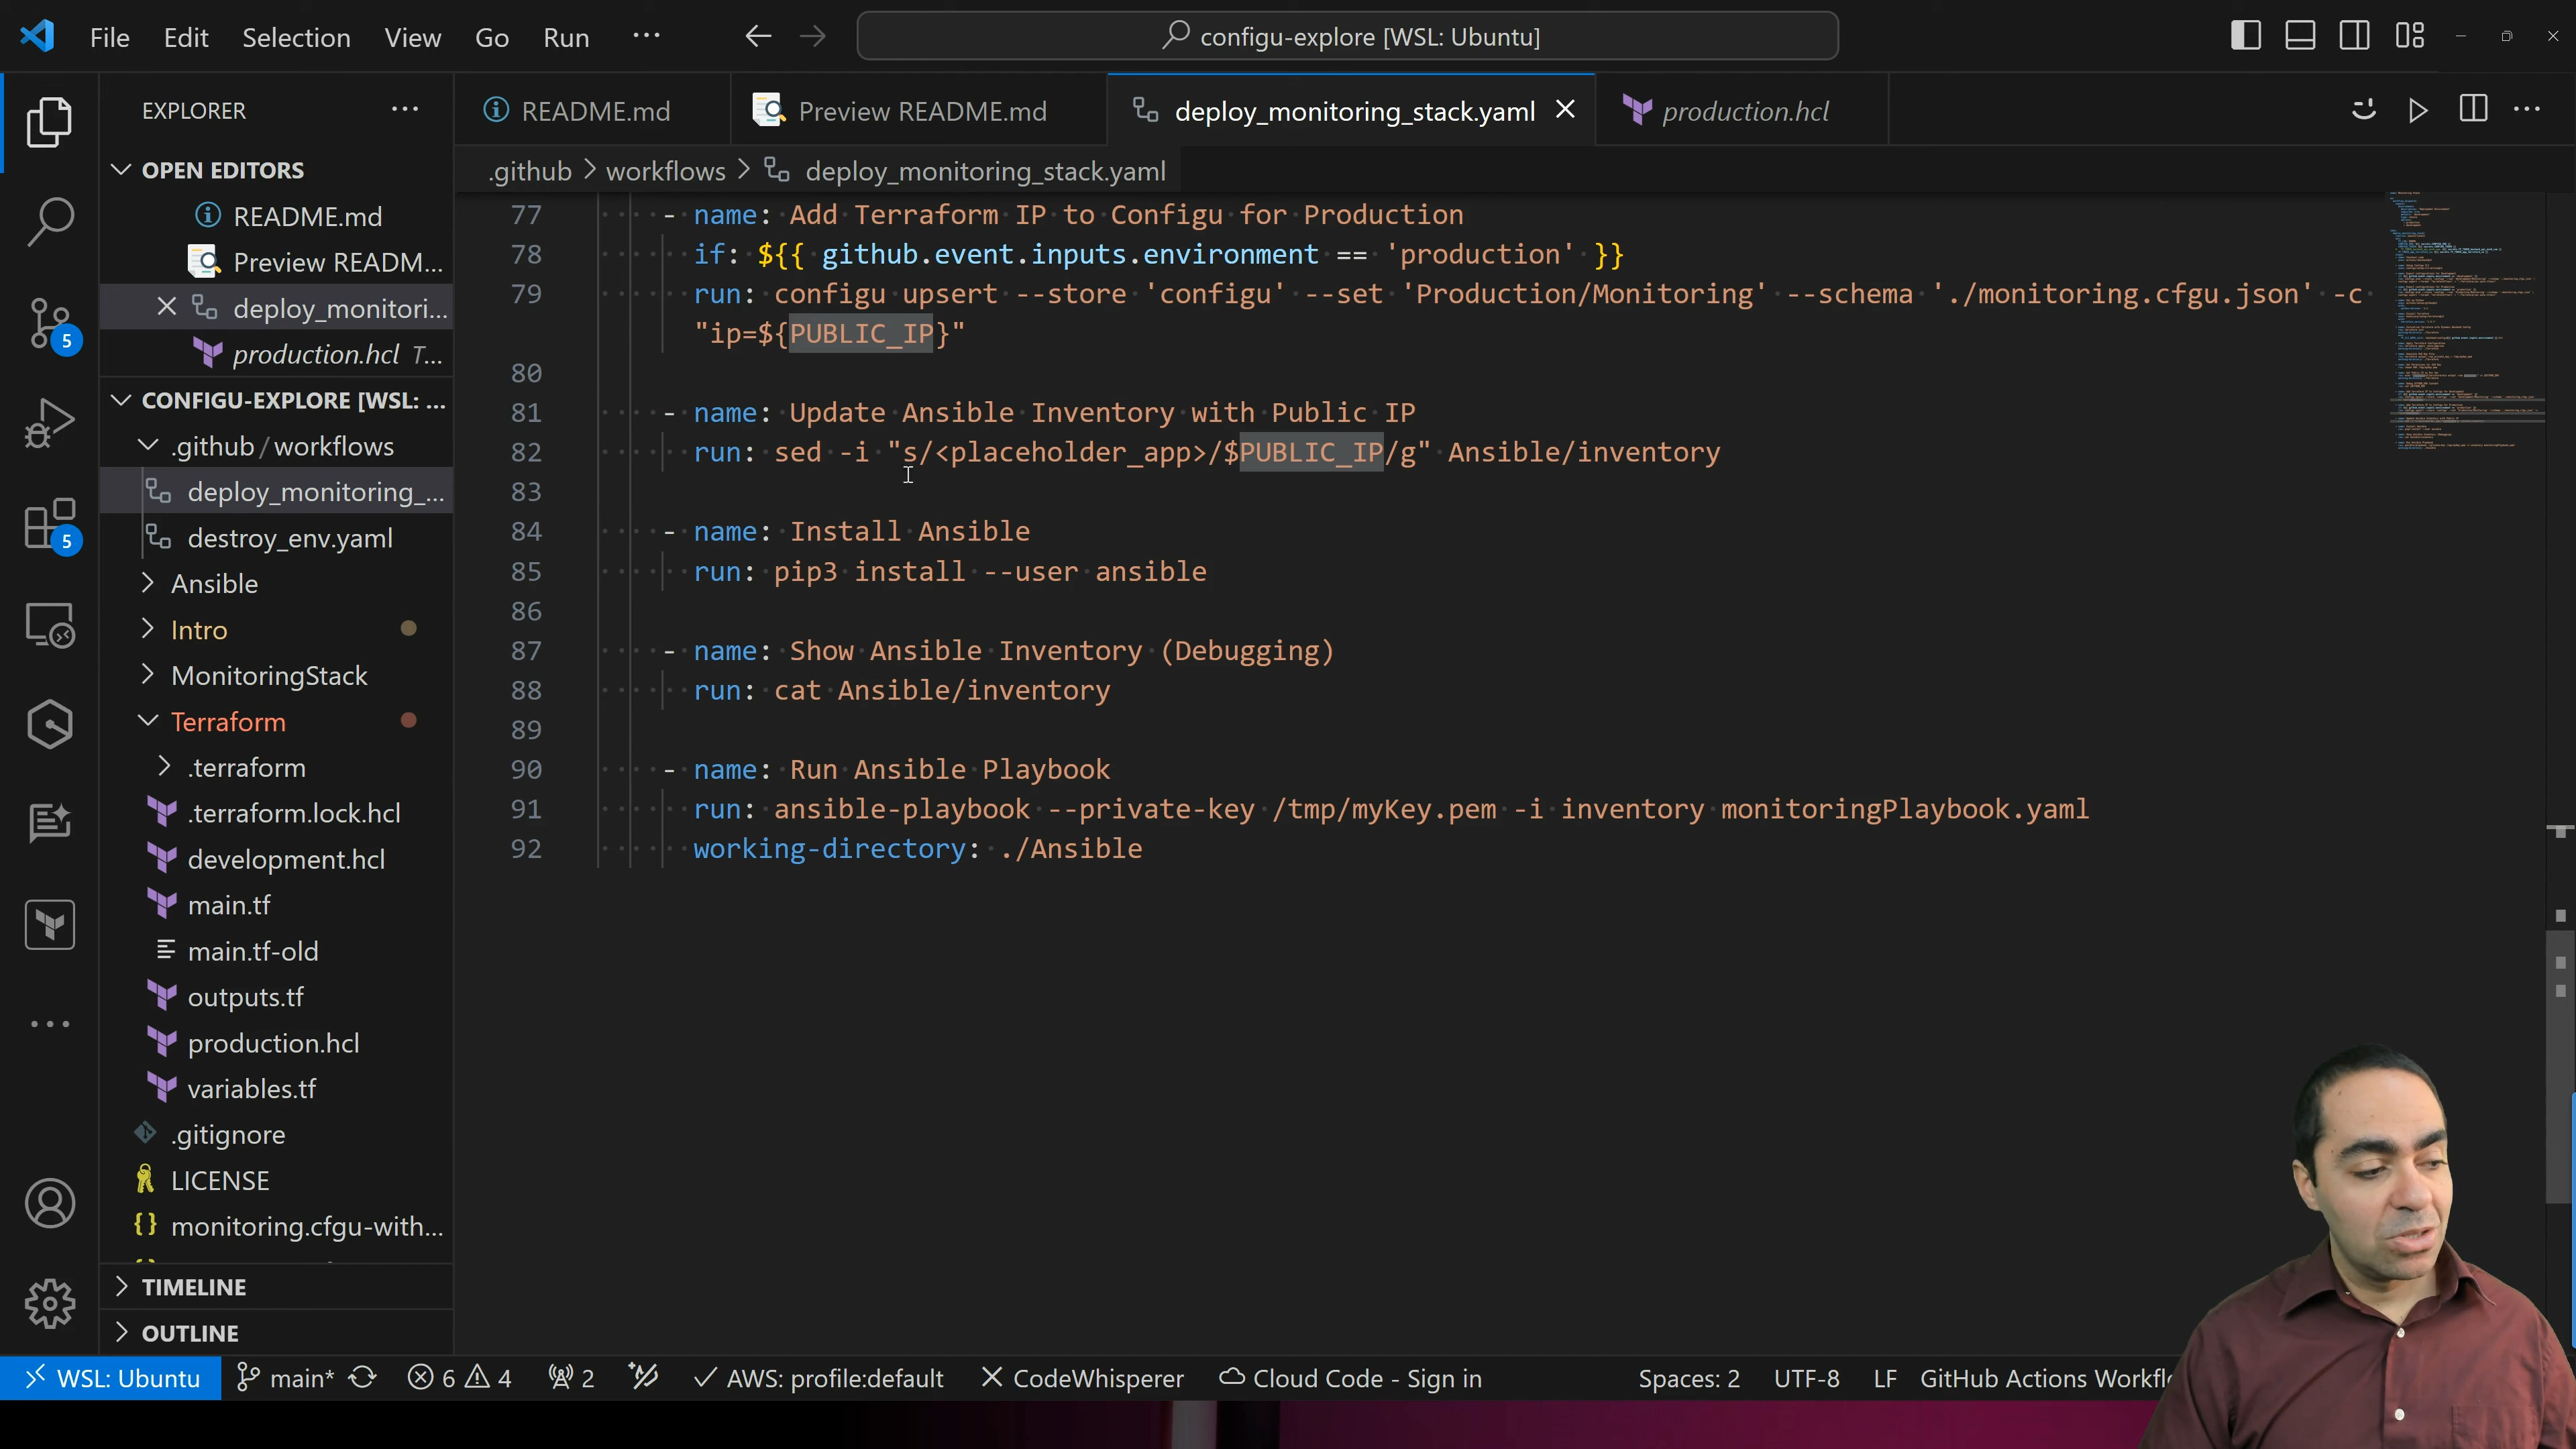 File Edit Selection View Go Run ... configu-explore [WSL: Ubuntu]
EXPLORER
README.md Preview README.md deploy_monitoring_stack.yaml production.hcl
OPEN EDITORS
.github > workflows > deploy_monitoring_stack.yaml
README.md
Preview READM...
deploy_monitori...
production.hcl T...
CONFIGU-EXPLORE [WSL: ...
.github / workflows
deploy_monitoring_...
destroy_env.yaml
Ansible
Intro
MonitoringStack
Terraform
.terraform
.terraform.lock.hcl
development.hcl
main.tf
main.tf-old
outputs.tf
production.hcl
variables.tf
.gitignore
LICENSE
monitoring.cfgu-with...
TIMELINE
OUTLINE
5
5
77 - name: Add Terraform IP to Configu for Production
78 if: ${{ github.event.inputs.environment == 'production' }}
79 run: configu upsert --store 'configu' --set 'Production/Monitoring' --schema './monitoring.cfgu.json' -c
"ip=${PUBLIC_IP}"
80
81 - name: Update Ansible Inventory with Public IP
82 run: sed -i "s/<placeholder_app>/$PUBLIC_IP/g" Ansible/inventory
83
84 - name: Install Ansible
85 run: pip3 install --user ansible
86
87 - name: Show Ansible Inventory (Debugging)
88 run: cat Ansible/inventory
89
90 - name: Run Ansible Playbook
91 run: ansible-playbook --private-key /tmp/myKey.pem -i inventory monitoringPlaybook.yaml
92 working-directory: ./Ansible
WSL: Ubuntu main* 6 4 2 AWS: profile:default CodeWhisperer Cloud Code - Sign in Spaces: 2 UTF-8 LF GitHub Actions Workflo